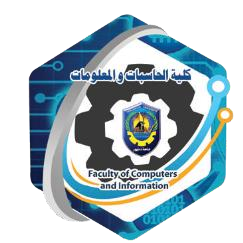 كلية الحاسبات والمعلومات
Faculty of Computers
and Information